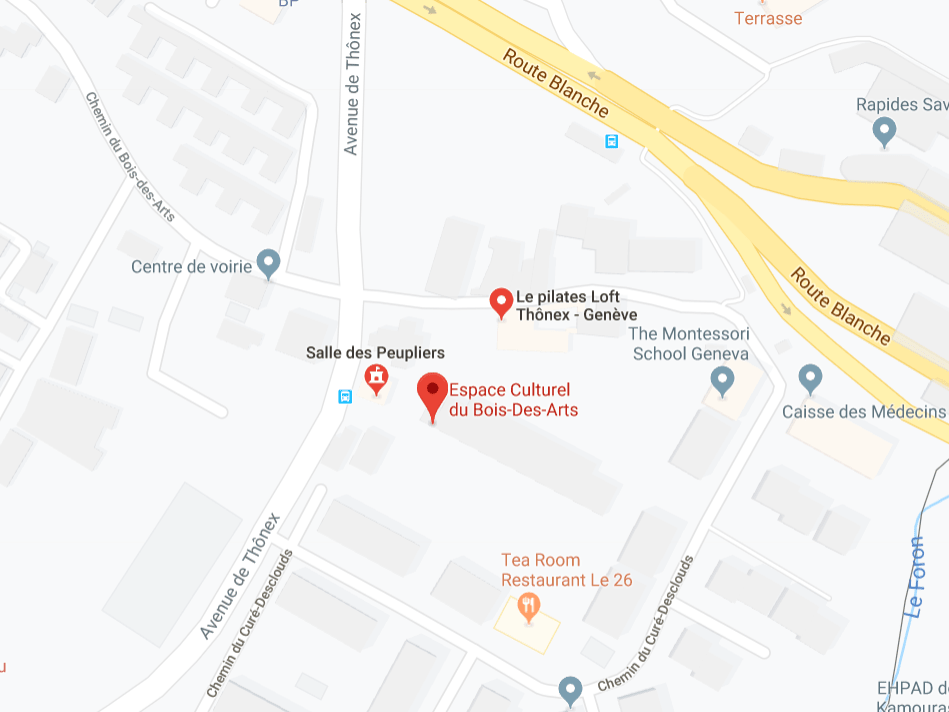 BP
Terrasse
Avenue de Thônex
Route Blanche
Chemin du Bois-des-Arts
Rapides Sav
Centre de voirie
Le pilates Loft
Thônex - Genève
Route Blanche
The Montessori
School Geneva
Salle des Peupliers
Espace Culturel
du Bois-Des-Arts
Caisse des Médecins
Avenue de Thônex
Chemin du Curé-Desclouds
Tea Room
Restaurant Le 26
Chemin du Curé-Desclouds
Le Foron
EHPAD de
Kamoura